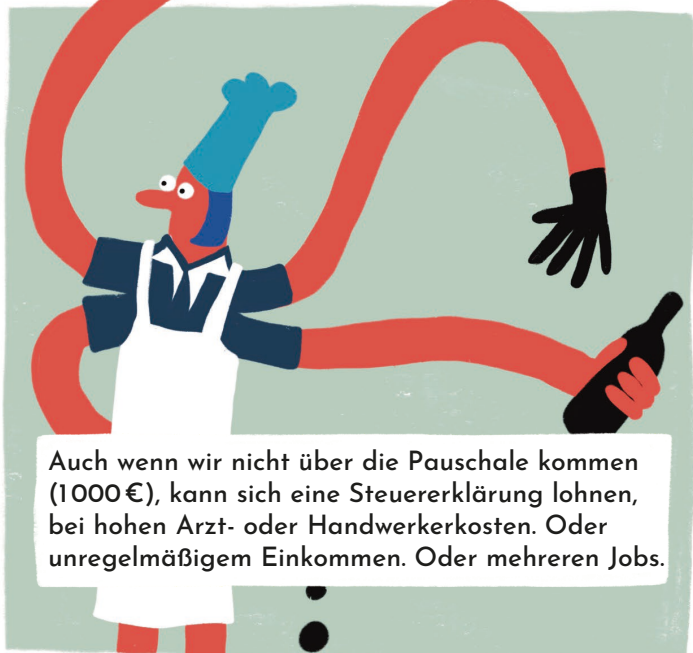 Auch wenn wir nicht über die Pauschale kommen
(1000 €), kann sich eine Steuererklärung lohnen,
bei hohen Arzt- oder Handwerkerkosten. Oder
unregelmäßigem Einkommen. Oder mehreren Jobs.